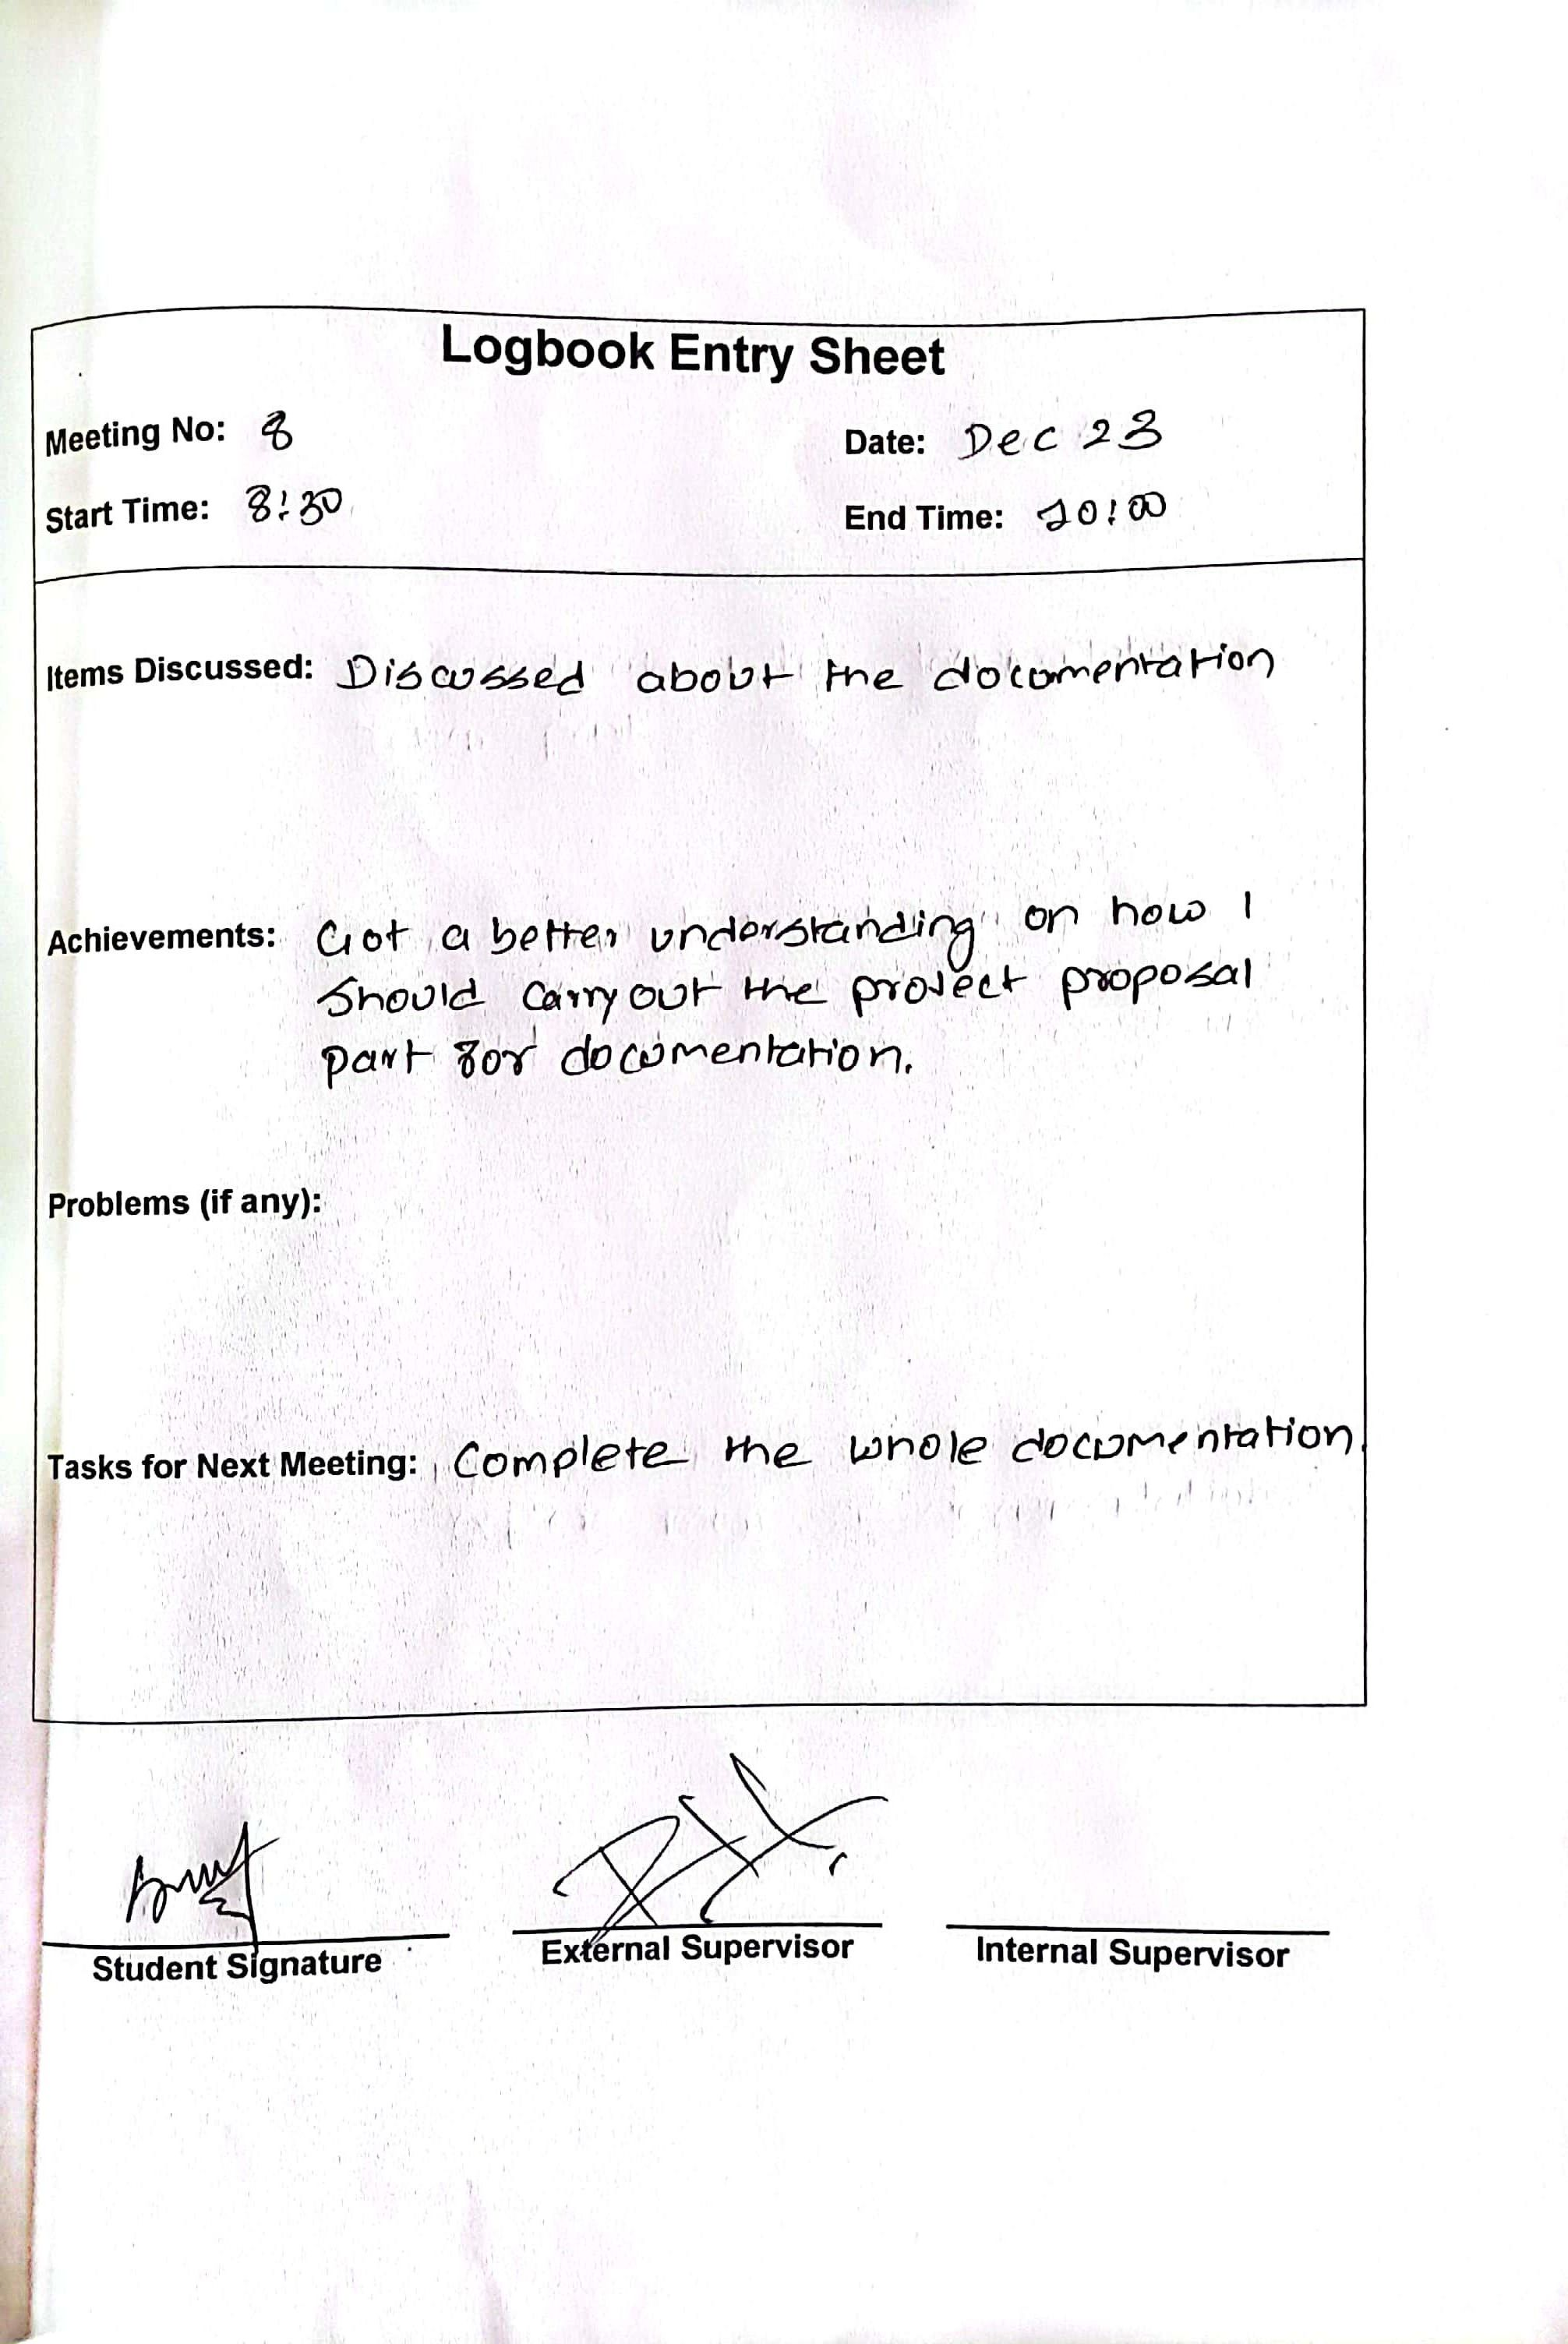 Logbook Entry Sheet
Meeting No: 8 Date: Dec 23
Start Time: 8:30 End Time: 10:00
Items Discussed: Discussed about the documentation
Achievements: Got a better understanding on how I
should carry out the project proposal
part for documentation.
Problems (if any):
Tasks for Next Meeting: Complete the whole documentation
Student Signature External Supervisor Internal Supervisor